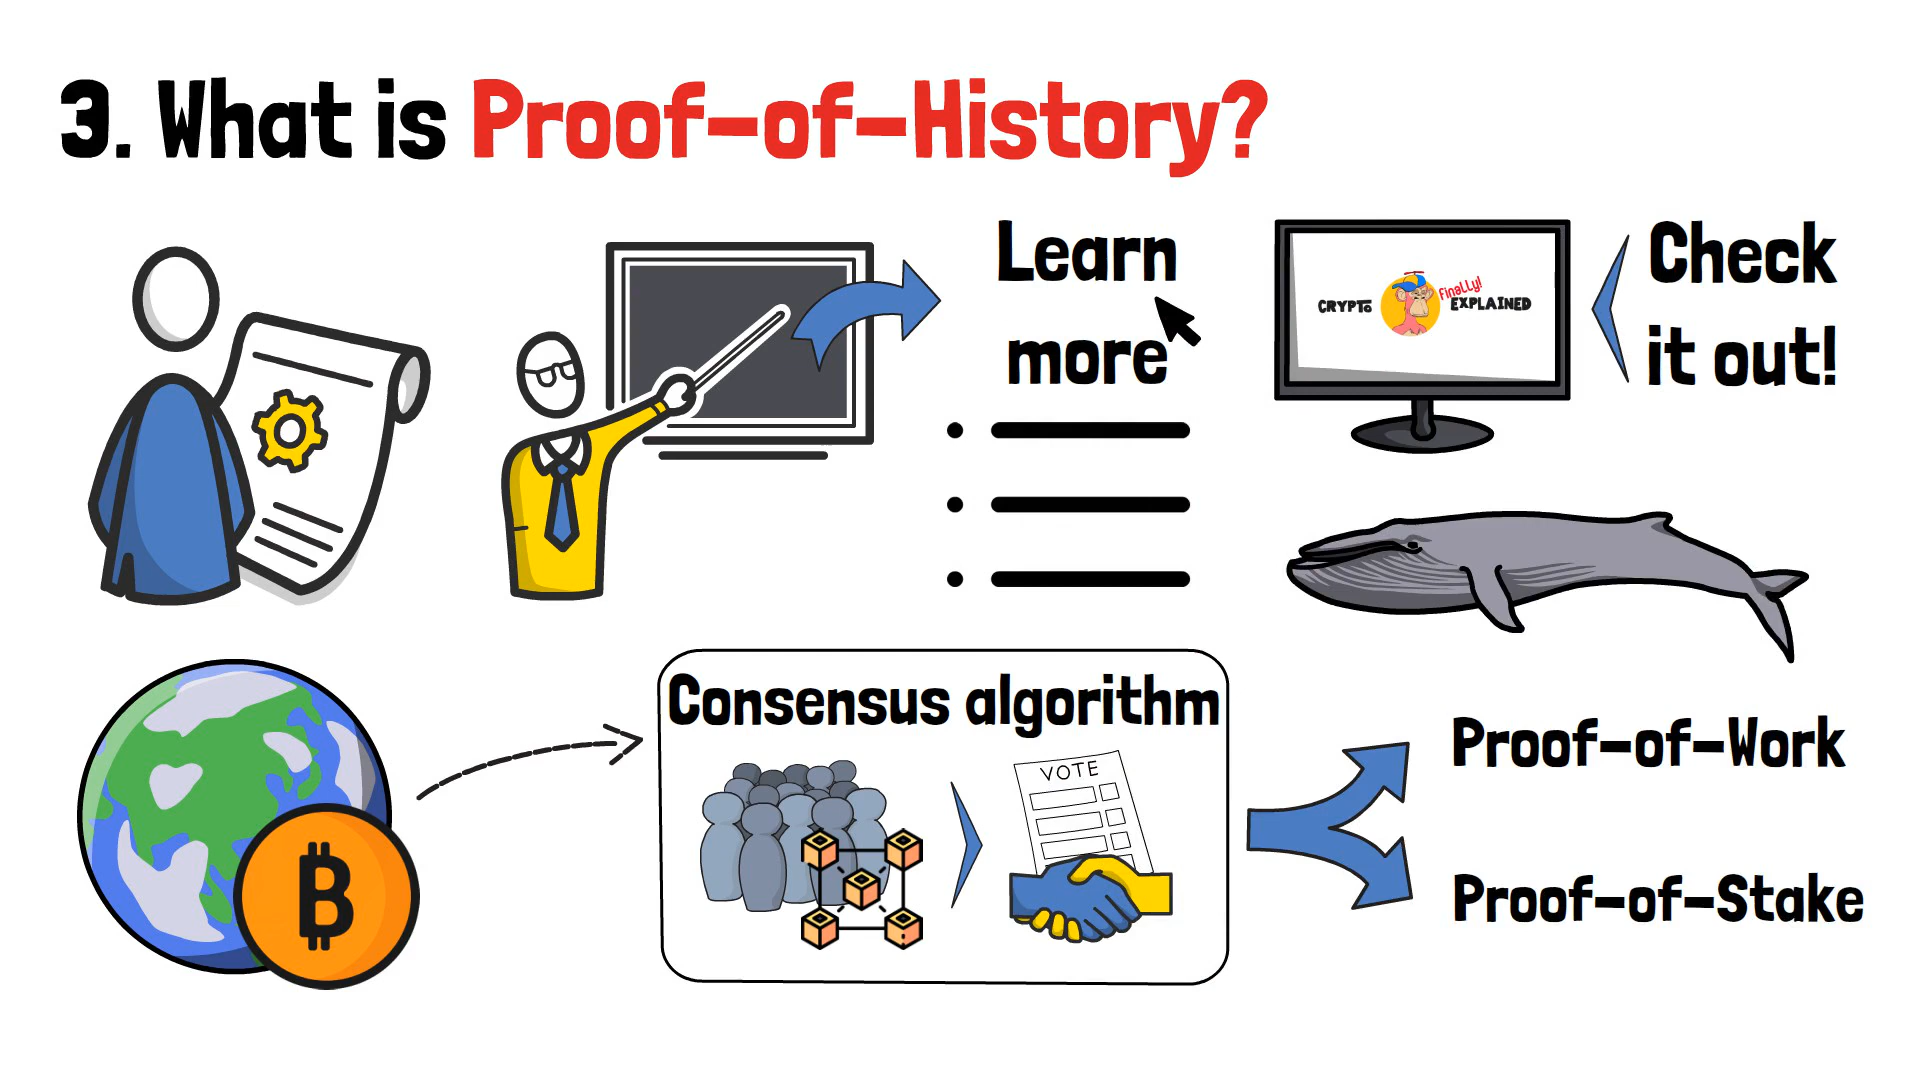 3. What is Proof-of-History?
Learn
more
CRYPTO
finally!
EXPLAINED
Check
it out!
Consensus algorithm
VOTE
B
Proof-of-Work
Proof-of-Stake